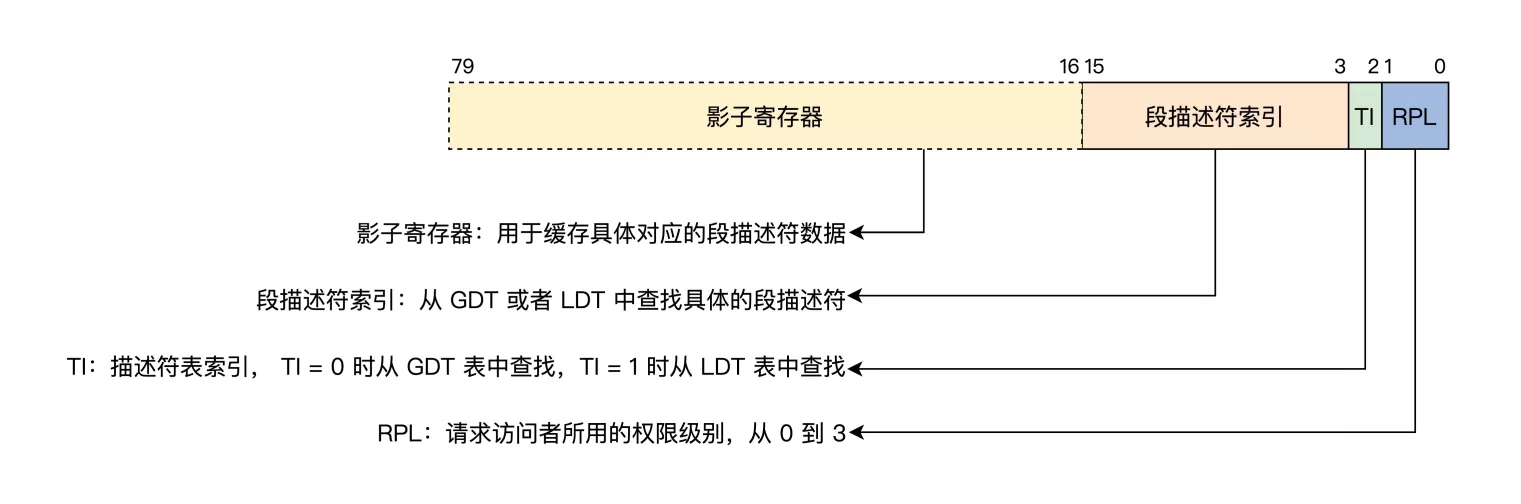 79 16 15 3 2 1 0
影子寄存器 段描述符索引 TI RPL
影子寄存器：用于缓存具体对应的段描述符数据
段描述符索引：从 GDT 或者 LDT 中查找具体的段描述符
TI：描述符表索引， TI = 0 时从 GDT 表中查找，TI = 1 时从 LDT 表中查找
RPL：请求访问者所用的权限级别，从 0 到 3